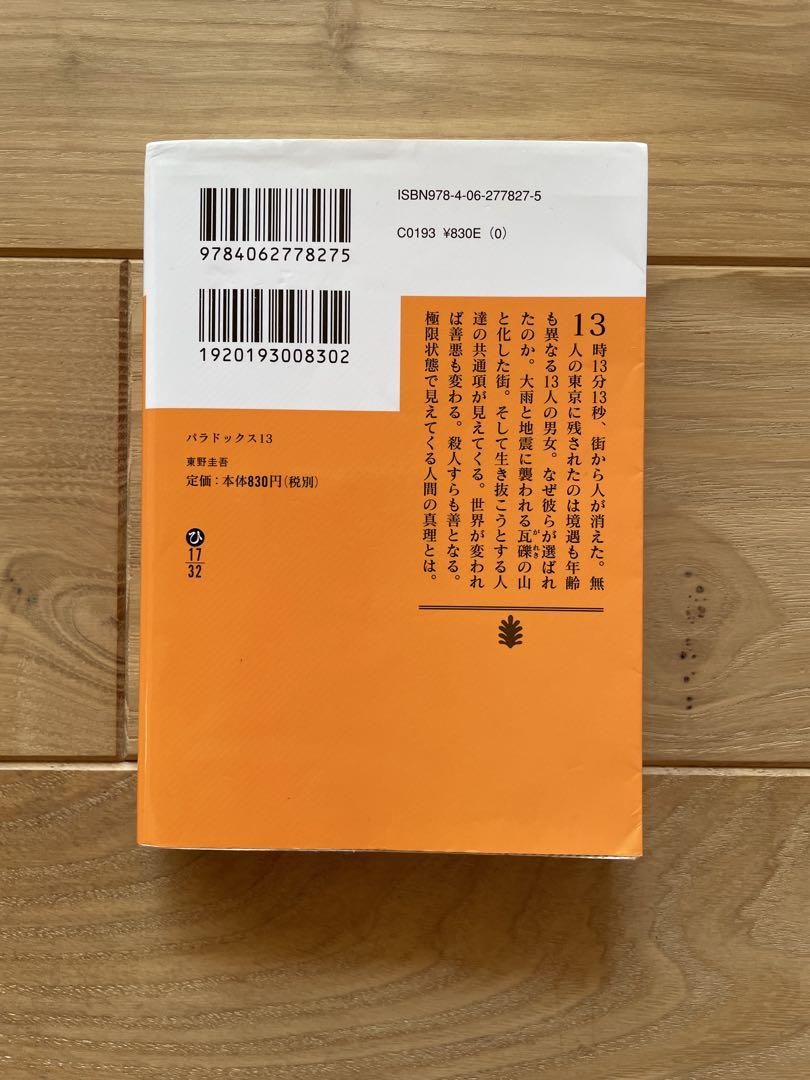 9784062778275
ISBN978-4-06-277827-5
C0193 ¥830E (0)
1920193008302
13時13分13秒、街から人が消えた。無
人の東京に残されたのは境遇も年齢
も異なる13人の男女。なぜ彼らが選ばれ
たのか。大雨と地震に襲われる瓦礫の山
がれき
と化した街。そして生き抜こうとする人
達の共通項が見えてくる。世界が変われ
ば善悪も変わる。殺人すらも善となる。
極限状態で見えてくる人間の真理とは。
パラドックス13
東野圭吾
定価：本体830円（税別）
ひ
17
32